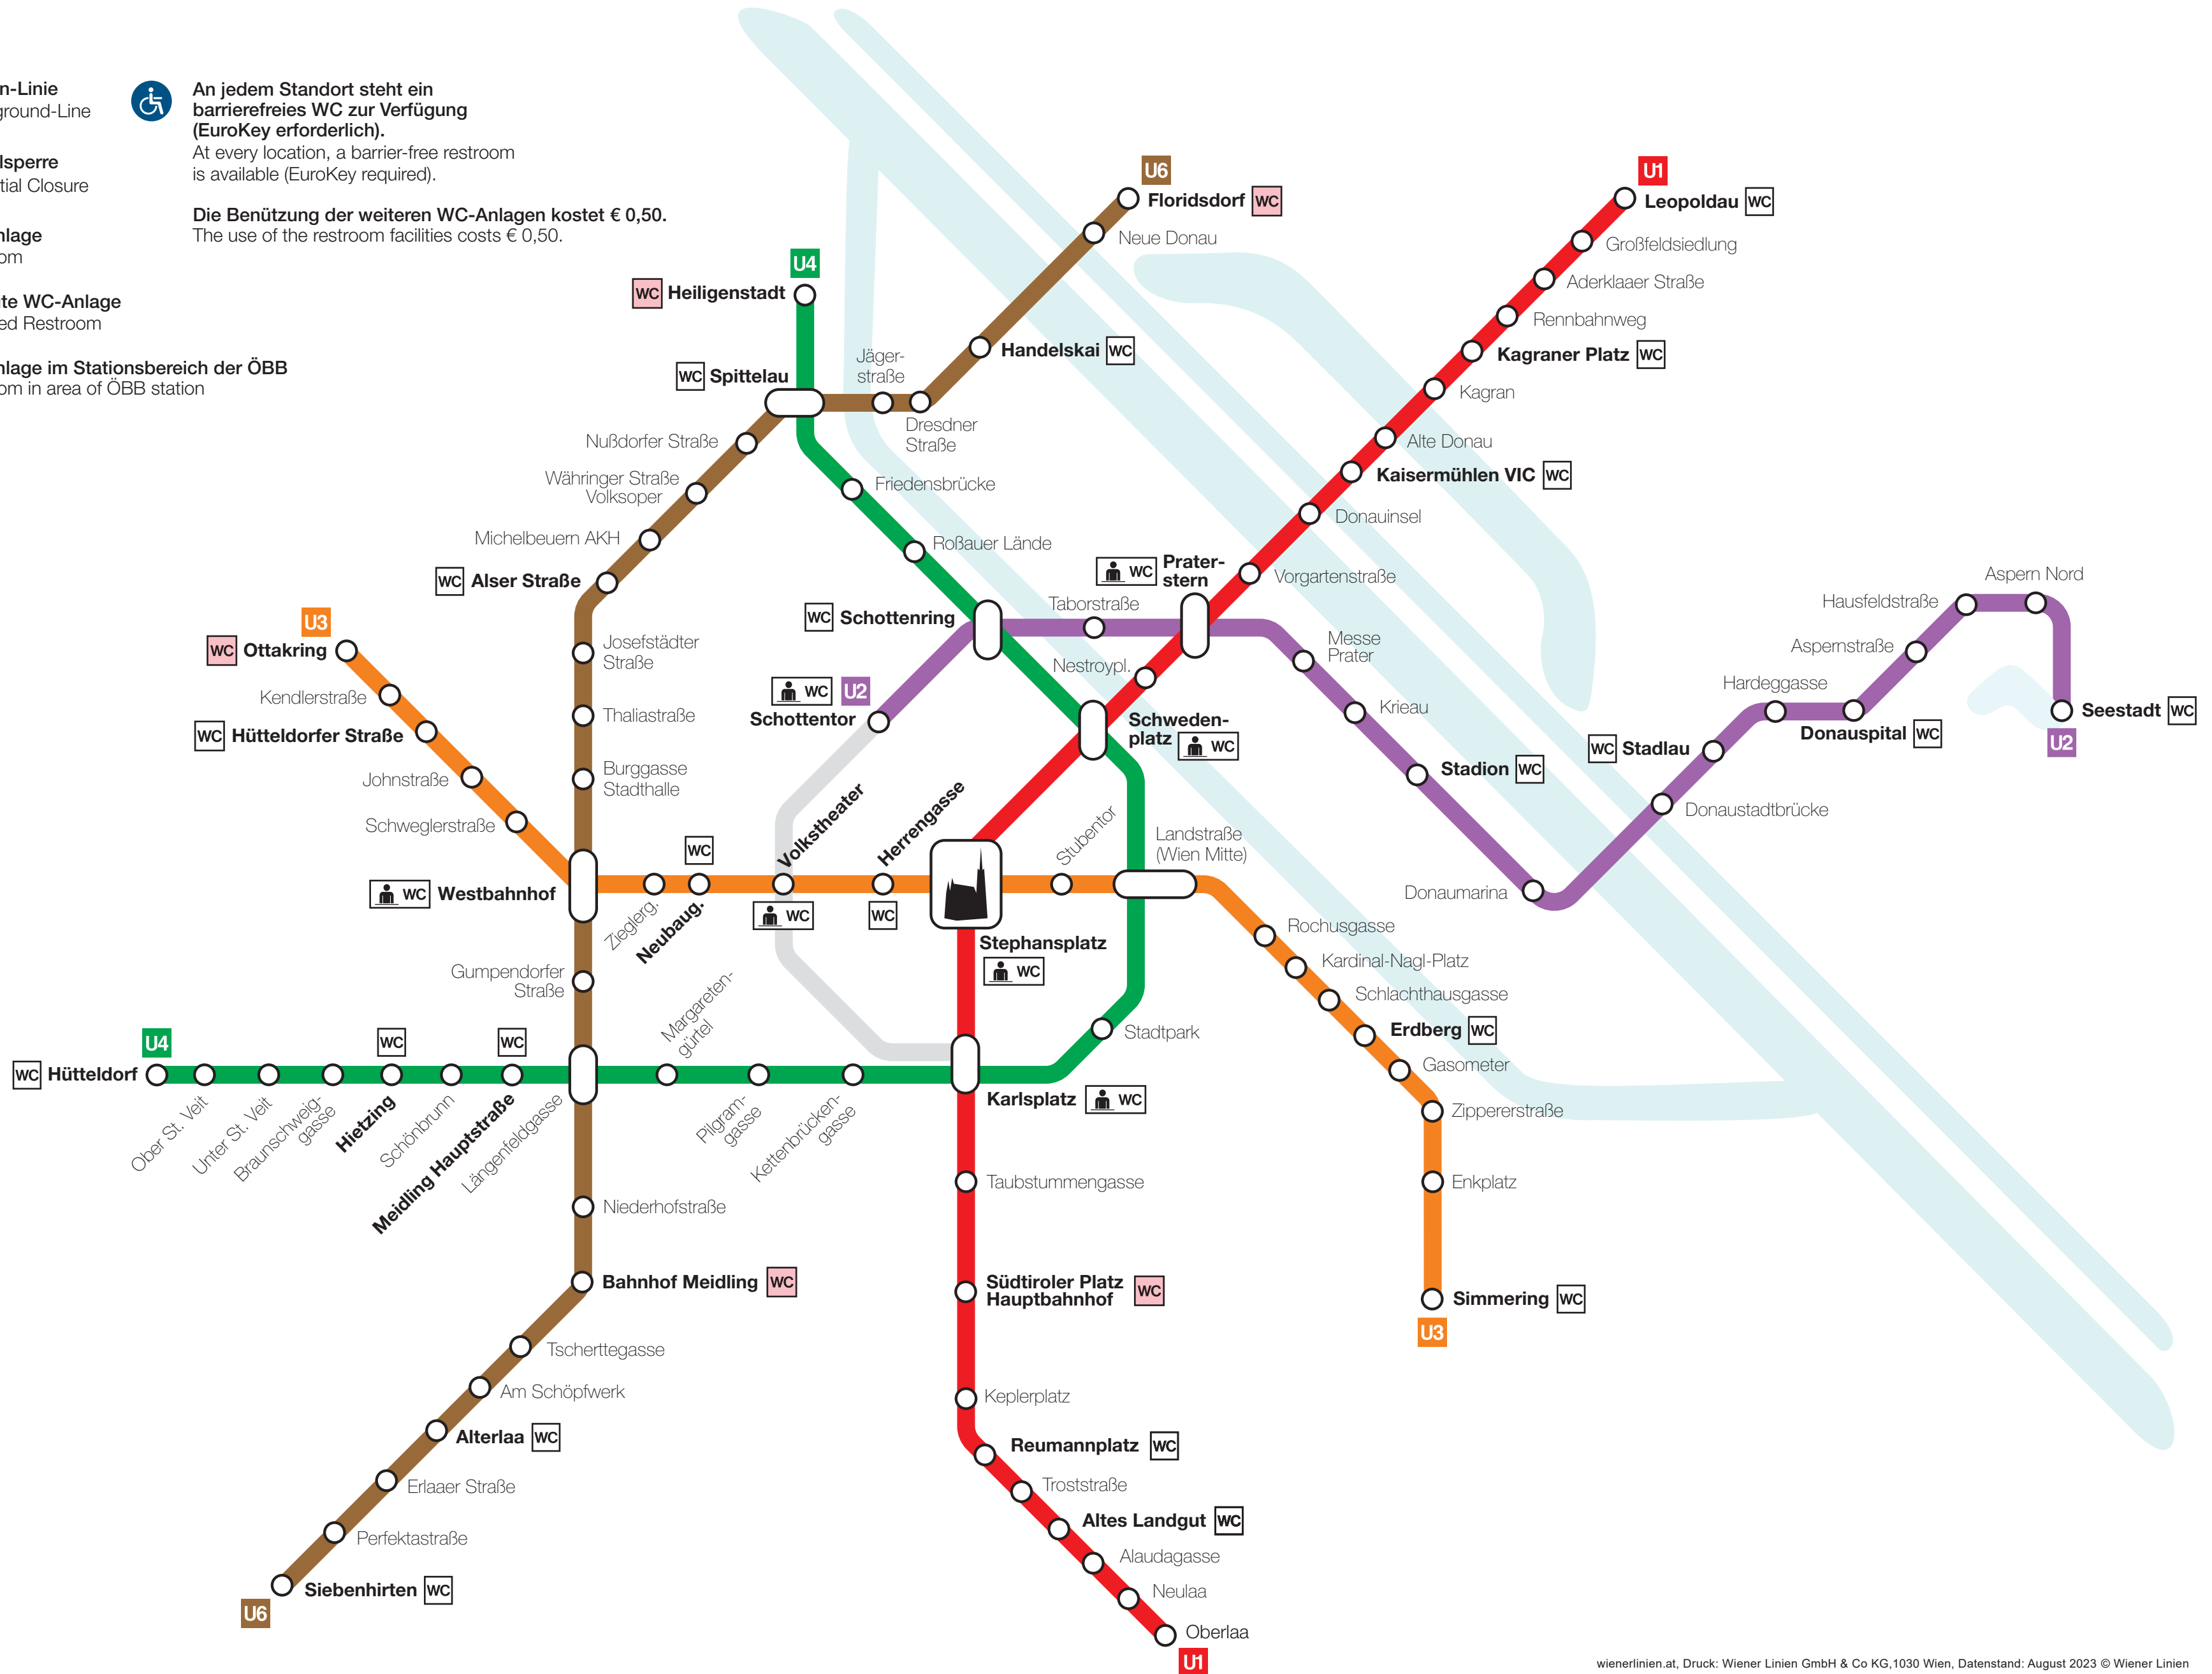 n-Linie
ground-Line
lsperre
tial Closure
nlage
om
te WC-Anlage
ed Restroom
nlage im Stationsbereich der ÖBB
om in area of ÖBB station
An jedem Standort steht ein
barrierefreies WC zur Verfügung
(EuroKey erforderlich).
At every location, a barrier-free restroom
is available (EuroKey required).
Die Benützung der weiteren WC-Anlagen kostet € 0,50.
The use of the restroom facilities costs € 0,50.
U6
Floridsdorf WC
Neue Donau
Handelskai WC
Jäger-
straße
Dresdner
Straße
U1
Leopoldau WC
Großfeldsiedlung
Aderklaaer Straße
Rennbahnweg
Kagraner Platz WC
Kagran
Alte Donau
Kaisermühlen VIC WC
Donauinsel
Vorgartenstraße
WC Prater-
stern
U4
WC Heiligenstadt
WC Spittelau
Nußdorfer Straße
Währinger Straße
Volksoper
Michelbeuern AKH
WC Alser Straße
Friedensbrücke
Roßauer Lände
WC Schottenring
Taborstraße
Nestroypl.
Messe
Prater
Krieau
Stadion WC
Donaumarina
Donaustadtbrücke
WC Stadlau
Hardeggasse
Donauspital WC
Aspernstraße
Hausfeldstraße
Aspern Nord
Seestadt WC
U2
U3
WC Ottakring
Kendlerstraße
WC Hütteldorfer Straße
Johnstraße
Schweglerstraße
Josefstädter
Straße
Thaliastraße
Burggasse
Stadthalle
WC U2
Schottentor
Schweden-
platz WC
WC Westbahnhof
Zieglerg.
WC
Neubaug.
Volkstheater
WC
Herrengasse
WC
Stubentor
Landstraße
(Wien Mitte)
Stephansplatz
WC
Rochusgasse
Kardinal-Nagl-Platz
Schlachthausgasse
Erdberg WC
Gasometer
Zippererstraße
Enkplatz
Simmering WC
U3
Gumpendorfer
Straße
U4
WC Hütteldorf
Ober St. Veit
Unter St. Veit
Braunschweig-
gasse
WC
Hietzing
Schönbrunn
WC
Meidling Hauptstraße
Längenfeldgasse
Margareten-
gürtel
Pilgram-
gasse
Kettenbrücken-
gasse
Stadtpark
Karlsplatz WC
Niederhofstraße
Bahnhof Meidling WC
Tscherttegasse
Am Schöpfwerk
Alterlaa WC
Erlaaer Straße
Perfektastraße
Siebenhirten WC
U6
Taubstummengasse
Südtiroler Platz
Hauptbahnhof WC
Keplerplatz
Reumannplatz WC
Troststraße
Altes Landgut WC
Alaudagasse
Neulaa
Oberlaa
U1
wienerlinien.at, Druck: Wiener Linien GmbH & Co KG,1030 Wien, Datenstand: August 2023 © Wiener Linien